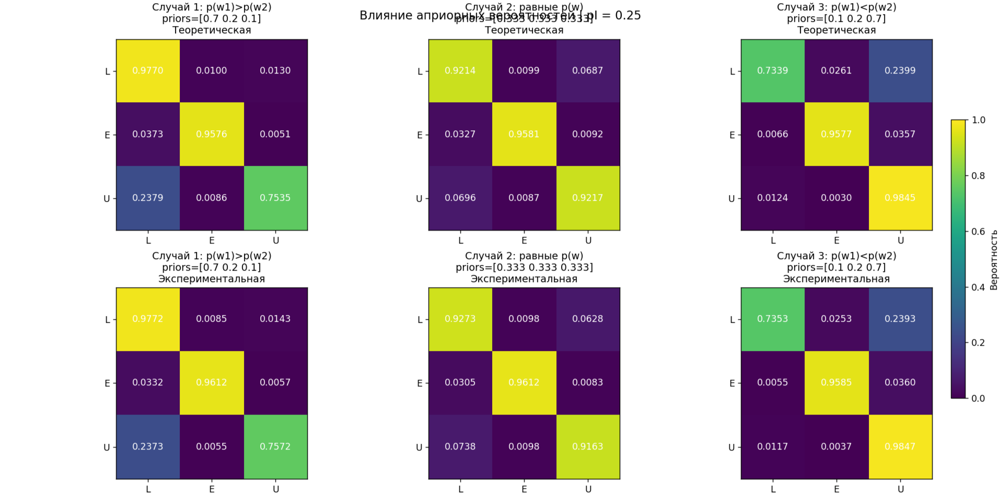 Влияние априорных вероятностей | pI = 0.25
Случай 1: p(w1)>p(w2)
priors=[0.7 0.2 0.1]
Теоретическая
L
0.9770 0.0100 0.0130
E
0.0373 0.9576 0.0051
U
0.2379 0.0086 0.7535
L E U
Случай 2: равные p(w)
priors=[0.333 0.333 0.333]
Теоретическая
L
0.9214 0.0099 0.0687
E
0.0327 0.9581 0.0092
U
0.0696 0.0087 0.9217
L E U
Случай 3: p(w1)<p(w2)
priors=[0.1 0.2 0.7]
Теоретическая
L
0.7339 0.0261 0.2399
E
0.0066 0.9577 0.0357
U
0.0124 0.0030 0.9845
L E U
Случай 1: p(w1)>p(w2)
priors=[0.7 0.2 0.1]
Экспериментальная
L
0.9772 0.0085 0.0143
E
0.0332 0.9612 0.0057
U
0.2373 0.0055 0.7572
L E U
Случай 2: равные p(w)
priors=[0.333 0.333 0.333]
Экспериментальная
L
0.9273 0.0098 0.0628
E
0.0305 0.9612 0.0083
U
0.0738 0.0098 0.9163
L E U
Случай 3: p(w1)<p(w2)
priors=[0.1 0.2 0.7]
Экспериментальная
L
0.7353 0.0253 0.2393
E
0.0055 0.9585 0.0360
U
0.0117 0.0037 0.9847
L E U
1.0
0.8
0.6
0.4
0.2
0.0
Вероятность